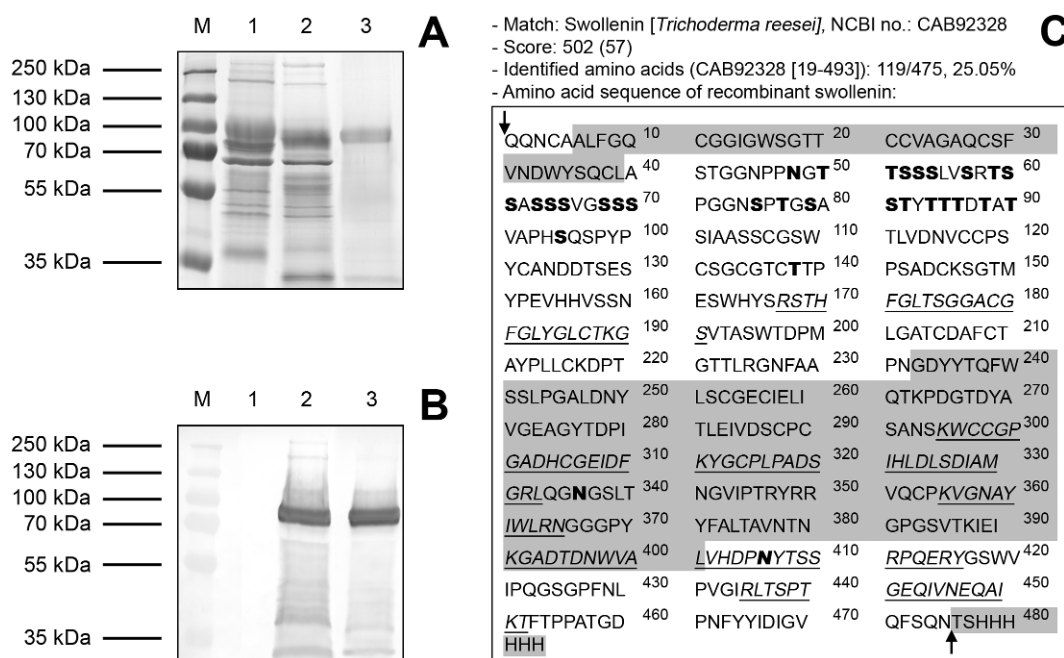 M 1 2 3 A
250 kDa
130 kDa
100 kDa
70 kDa
55 kDa
35 kDa
M 1 2 3 B
250 kDa
130 kDa
100 kDa
70 kDa
55 kDa
35 kDa
C
- Match: Swollenin [Trichoderma reesei], NCBI no.: CAB92328
- Score: 502 (57)
- Identified amino acids (CAB92328 [19-493]): 119/475, 25.05%
- Amino acid sequence of recombinant swollenin:
QQNCAALFGQ 10 CGGIGWSGTT 20 CCVAGAQCSF 30
VNDWYSQCLA 40 STGGNPPNGT 50 TSSSLVSRTS 60
SASSSVGSSS 70 PGGNSPTGSA 80 STYTTTDTAT 90
VAPHSQSPYP 100 SIAASSCGSW 110 TLVDNVCCPS 120
YCANDDTSES 130 CSGCGTCTTP 140 PSADCKSGTM 150
YPEVHHVSSN 160 ESWHYSRSTH 170 FGLTSGGACG 180
FGLYGLCTKG 190 SVTASWTDPM 200 LGATCDAFCT 210
AYPLLCKDPT 220 GTTLRGNFAA 230 PNGDYYTQFW 240
SSLPGALDNY 250 LSCGECIELI 260 QTKPDGTDYA 270
VGEAGYTDPI 280 TLEIVDSCPC 290 SANSKWCCGP 300
GADHCGEIDF 310 KYGCPLPADS 320 IHLDLSDIAM 330
GRLQGNGSLT 340 NGVIPTRYRR 350 VQCPKVGNAY 360
IWLRNGGGPY 370 YFALTAVNTN 380 GPGSVTKIEI 390
KGADTDNWVA 400 LVHDPNYTSS 410 RPQERYGSWV 420
IPQGSGPFNL 430 PVGIRLTSPT 440 GEQIVNEQAI 450
KTFTPPATGD 460 PNFYYIDIGV 470 QFSQNTSHHH 480
HHH